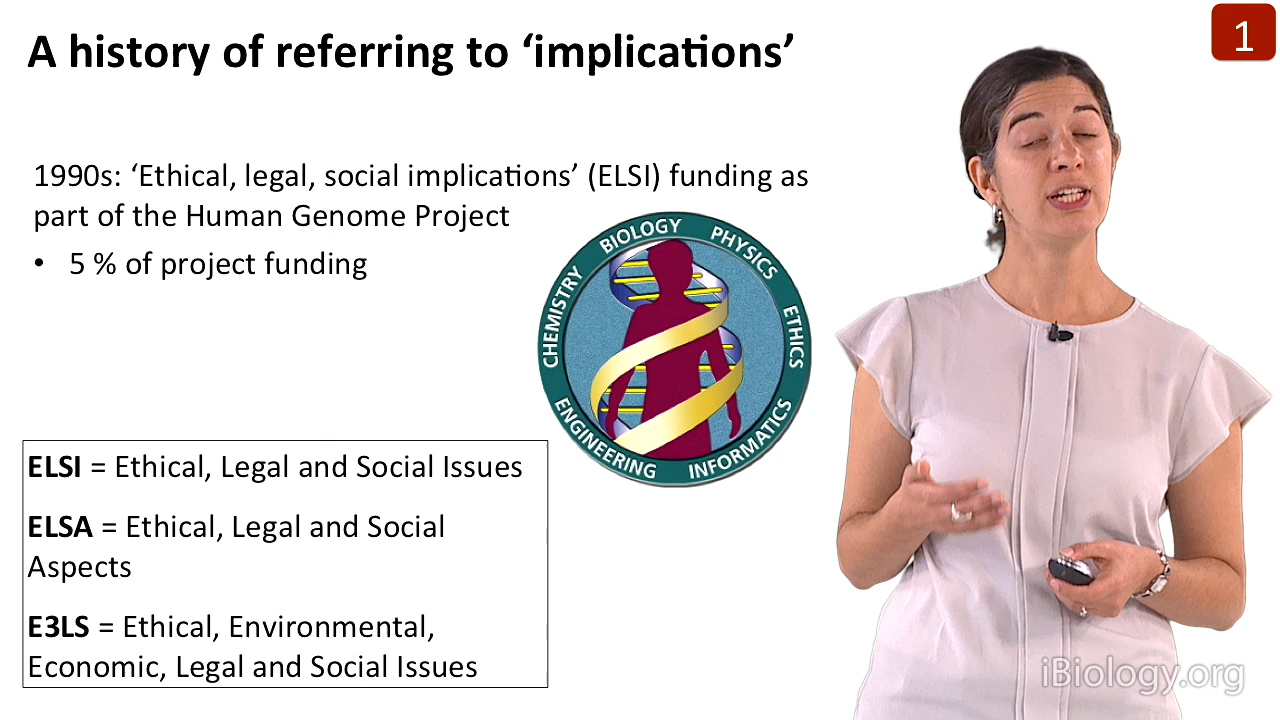 A history of referring to ‘implications’
1
1990s: ‘Ethical, legal, social implications’ (ELSI) funding as
part of the Human Genome Project
• 5 % of project funding
CHEMISTRY BIOLOGY PHYSICS ETHICS
ENGINEERING INFORMATICS
ELSI = Ethical, Legal and Social Issues
ELSA = Ethical, Legal and Social
Aspects
E3LS = Ethical, Environmental,
Economic, Legal and Social Issues
iBiology.org